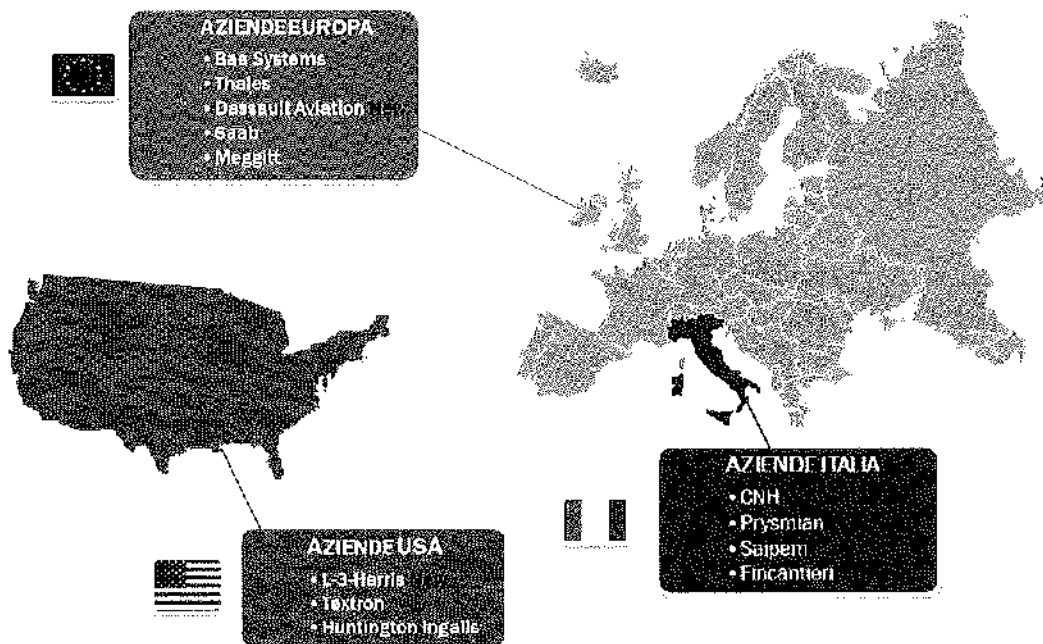 AZIENDE EUROPA
• Bae Systems
• Thales
• Dassault Aviation
• Saab
• Meggitt
AZIENDE ITALIA
• CNH
• Prysmian
• Saipem
• Fincantieri
AZIENDE USA
• L-3-Harris
• Textron
• Huntington Ingalls